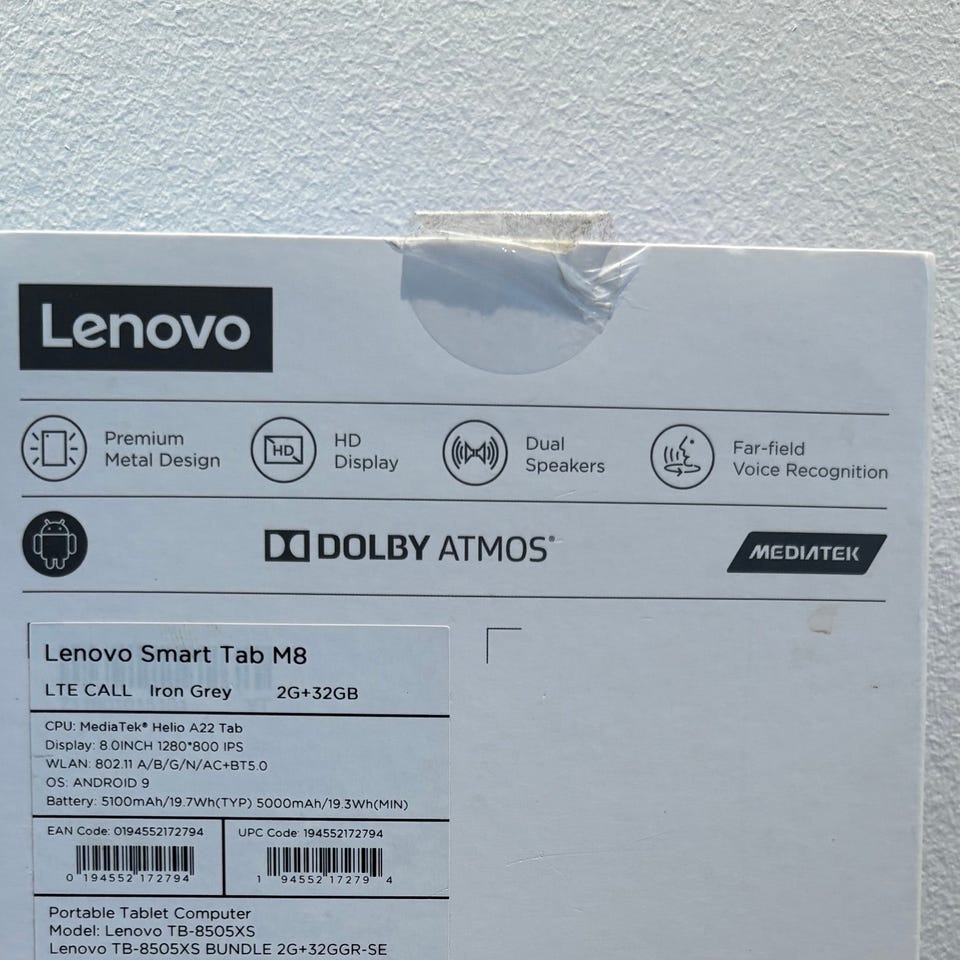 Lenovo
Premium
Metal Design
HD
HD
Display
Dual
Speakers
Far-field
Voice Recognition
DOLBY ATMOS®
MEDIATEK
Lenovo Smart Tab M8
LTE CALL Iron Grey 2G+32GB
CPU: MediaTek® Helio A22 Tab
Display: 8.0INCH 1280*800 IPS
WLAN: 802.11 A/B/G/N/AC+BT5.0
OS: ANDROID 9
Battery: 5100mAh/19.7Wh(TYP) 5000mAh/19.3Wh(MIN)
EAN Code: 0194552172794
0 194552 172794
UPC Code: 194552172794
1 94552 17279 4
Portable Tablet Computer
Model: Lenovo TB-8505XS
Lenovo TB-8505XS BUNDLE 2G+32GGR-SE